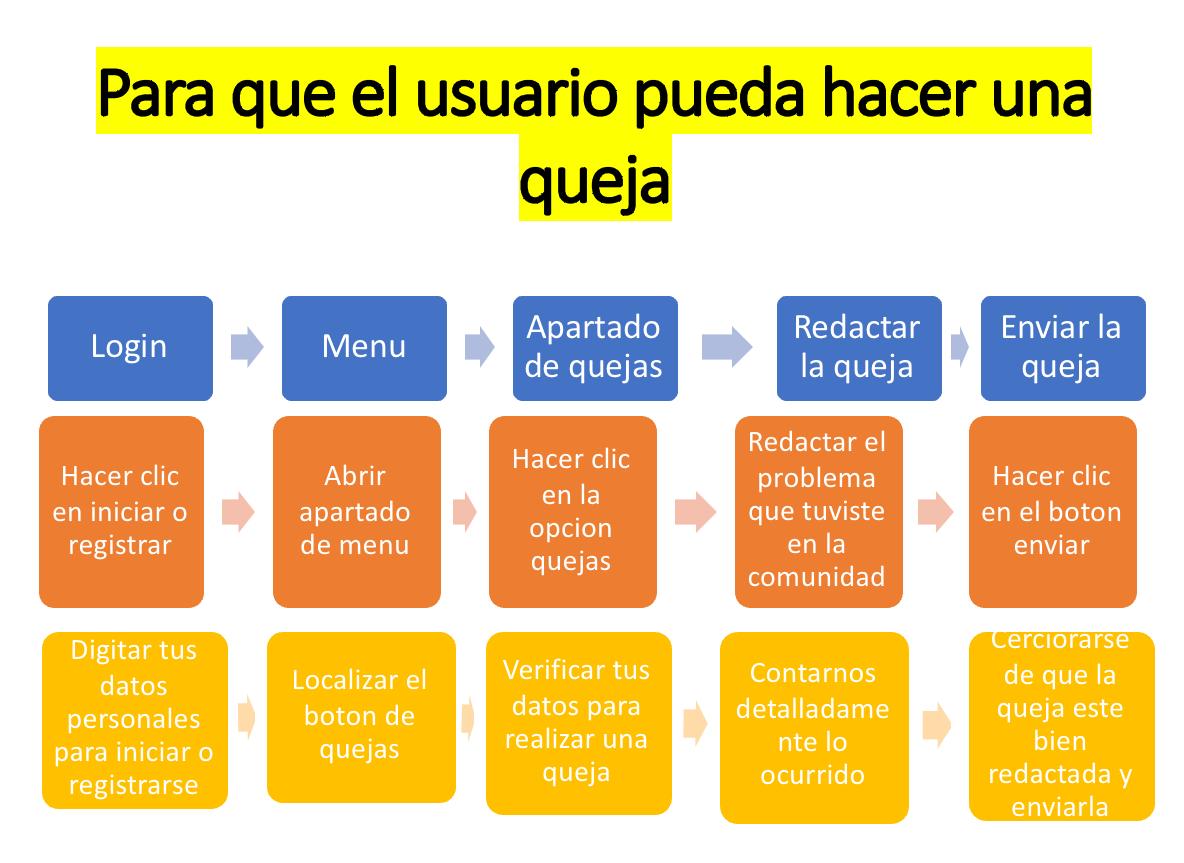 Para que el usuario pueda hacer una
queja
Login
Menu
Apartado
de quejas
Redactar
la queja
Enviar la
queja
Hacer clic
en iniciar o
registrar
Abrir
apartado
de menu
Hacer clic
en la
opcion
quejas
Redactar el
problema
que tuviste
en la
comunidad
Hacer clic
en el boton
enviar
Digitar tus
datos
personales
para iniciar o
registrarse
Localizar el
boton de
quejas
Verificar tus
datos para
realizar una
queja
Contarnos
detalladame
nte lo
ocurrido
Cerciorarse
de que la
queja este
bien
redactada y
enviarla